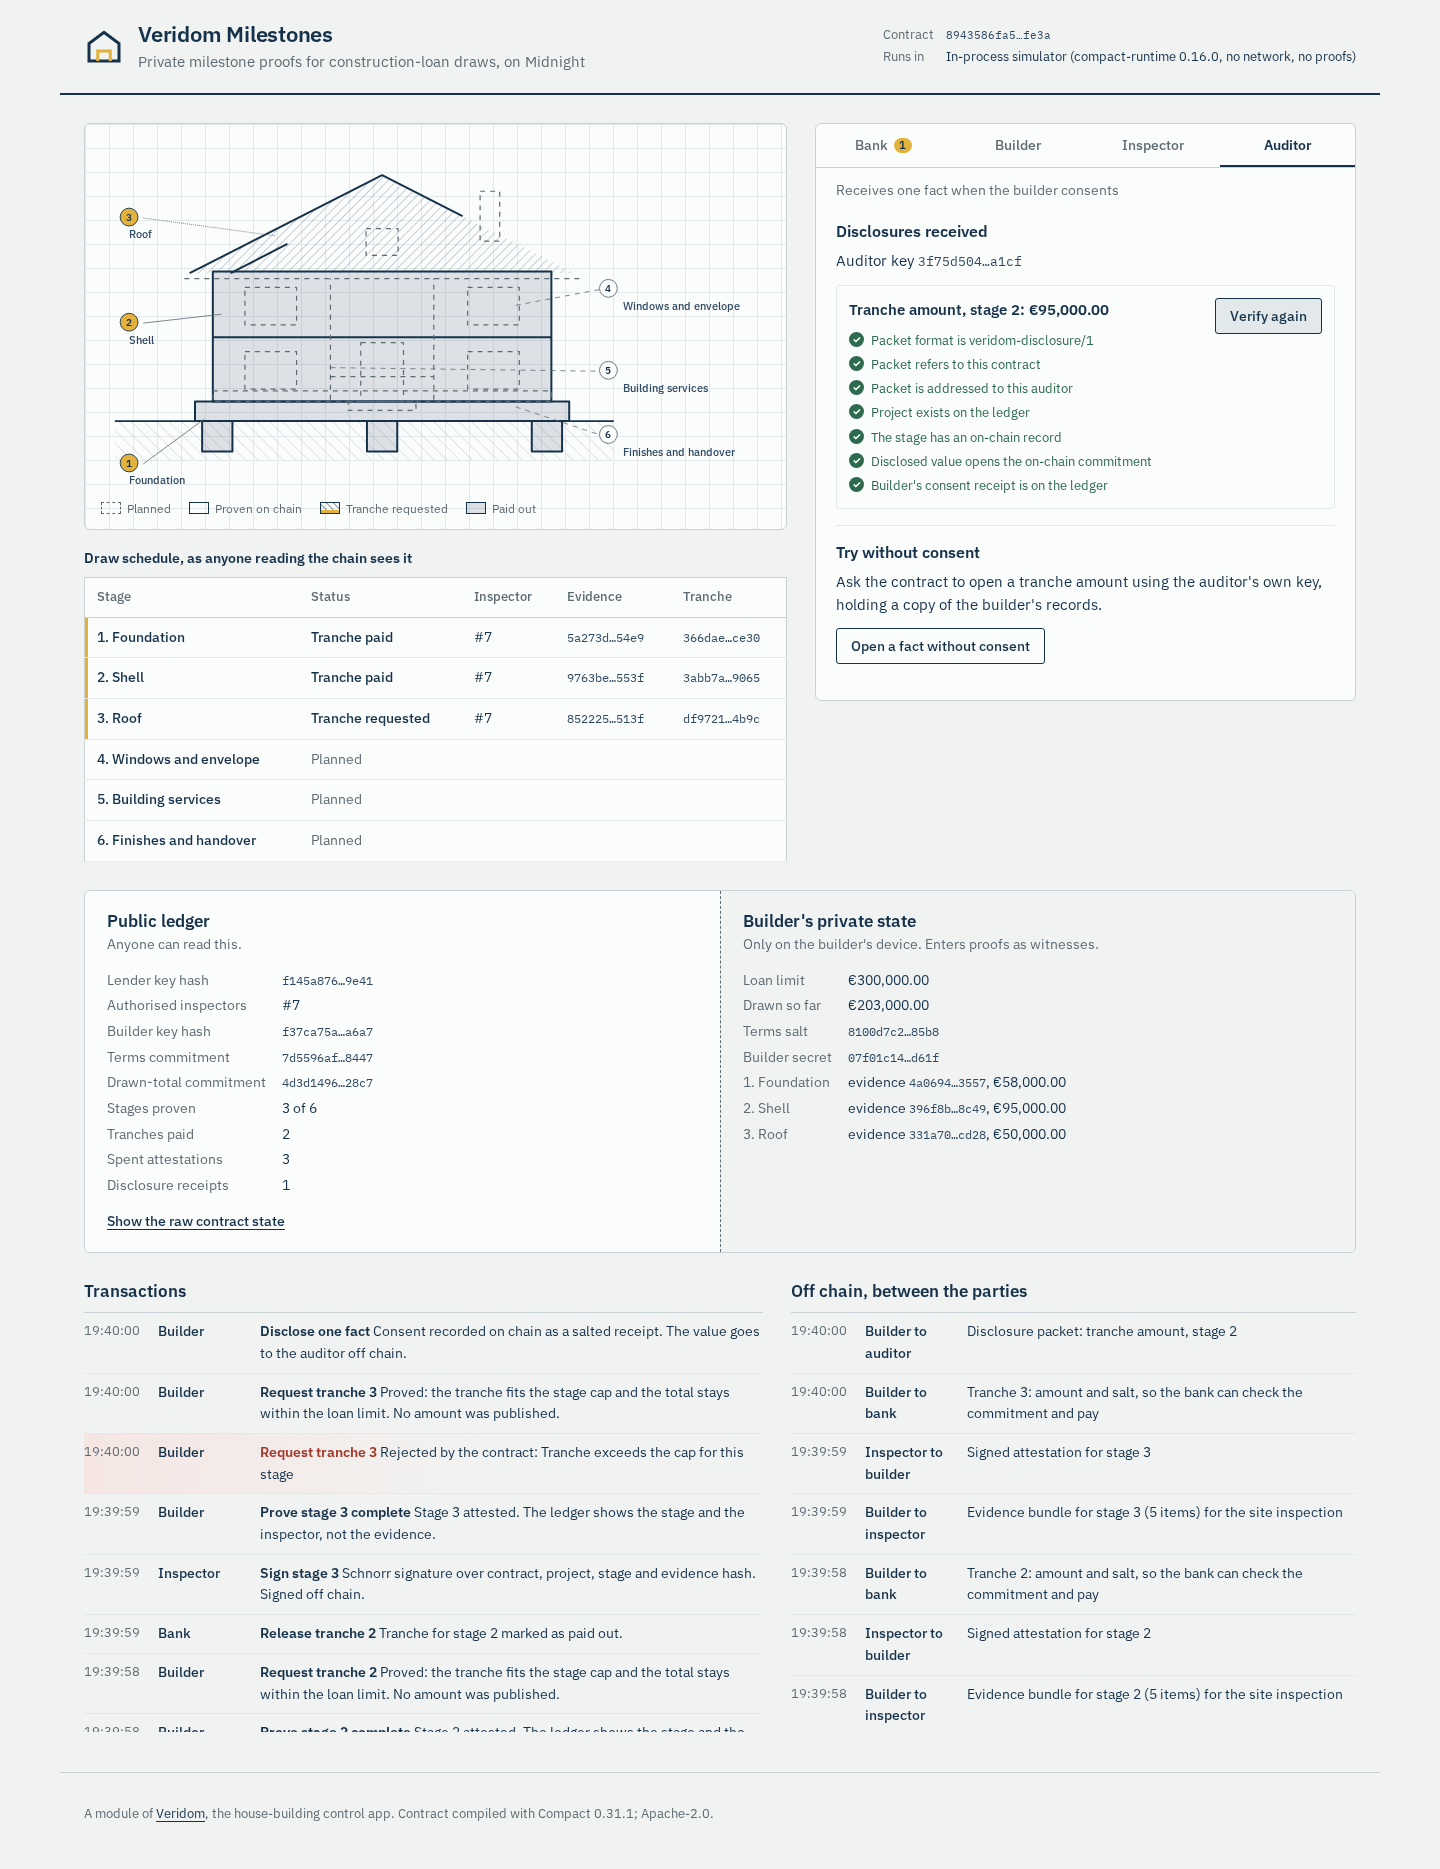 Veridom Milestones
Private milestone proofs for construction-loan draws, on Midnight
Contract 8943586fa5…fe3a
Runs in In-process simulator (compact-runtime 0.16.0, no network, no proofs)
3
Roof
2
Shell
1
Foundation
4
Windows and envelope
5
Building services
6
Finishes and handover
Planned Proven on chain Tranche requested Paid out
Bank 1 Builder Inspector Auditor
Receives one fact when the builder consents
Disclosures received
Auditor key 3f75d504…a1cf
Tranche amount, stage 2: €95,000.00 Verify again
Packet format is veridom-disclosure/1
Packet refers to this contract
Packet is addressed to this auditor
Project exists on the ledger
The stage has an on-chain record
Disclosed value opens the on-chain commitment
Builder's consent receipt is on the ledger
Try without consent
Ask the contract to open a tranche amount using the auditor's own key,
holding a copy of the builder's records.
Open a fact without consent
Draw schedule, as anyone reading the chain sees it
Stage Status Inspector Evidence Tranche
1. Foundation Tranche paid #7 5a273d…54e9 366dae…ce30
2. Shell Tranche paid #7 9763be…553f 3abb7a…9065
3. Roof Tranche requested #7 852225…513f df9721…4b9c
4. Windows and envelope Planned
5. Building services Planned
6. Finishes and handover Planned
Public ledger
Anyone can read this.
Lender key hash f145a876…9e41
Authorised inspectors #7
Builder key hash f37ca75a…a6a7
Terms commitment 7d5596af…8447
Drawn-total commitment 4d3d1496…28c7
Stages proven 3 of 6
Tranches paid 2
Spent attestations 3
Disclosure receipts 1
Show the raw contract state
Builder's private state
Only on the builder's device. Enters proofs as witnesses.
Loan limit €300,000.00
Drawn so far €203,000.00
Terms salt 8100d7c2…85b8
Builder secret 07f01c14…d61f
1. Foundation evidence 4a0694…3557, €58,000.00
2. Shell evidence 396f8b…8c49, €95,000.00
3. Roof evidence 331a70…cd28, €50,000.00
Transactions
19:40:00 Builder Disclose one fact Consent recorded on chain as a salted receipt. The value goes
to the auditor off chain.
19:40:00 Builder Request tranche 3 Proved: the tranche fits the stage cap and the total stays
within the loan limit. No amount was published.
19:40:00 Builder Request tranche 3 Rejected by the contract: Tranche exceeds the cap for this
stage
19:39:59 Builder Prove stage 3 complete Stage 3 attested. The ledger shows the stage and the
inspector, not the evidence.
19:39:59 Inspector Sign stage 3 Schnorr signature over contract, project, stage and evidence hash.
Signed off chain.
19:39:59 Bank Release tranche 2 Tranche for stage 2 marked as paid out.
19:39:58 Builder Request tranche 2 Proved: the tranche fits the stage cap and the total stays
within the loan limit. No amount was published.
19:39:58 Builder Prove stage 2 complete Stage 2 attested. The ledger shows the stage and the
Off chain, between the parties
19:40:00 Builder to Disclosure packet: tranche amount, stage 2
auditor
19:40:00 Builder to Tranche 3: amount and salt, so the bank can check the
bank commitment and pay
19:39:59 Inspector to Signed attestation for stage 3
builder
19:39:59 Builder to Evidence bundle for stage 3 (5 items) for the site inspection
inspector
19:39:58 Builder to Tranche 2: amount and salt, so the bank can check the
bank commitment and pay
19:39:58 Inspector to Signed attestation for stage 2
builder
19:39:58 Builder to Evidence bundle for stage 2 (5 items) for the site inspection
inspector
A module of Veridom, the house-building control app. Contract compiled with Compact 0.31.1; Apache-2.0.